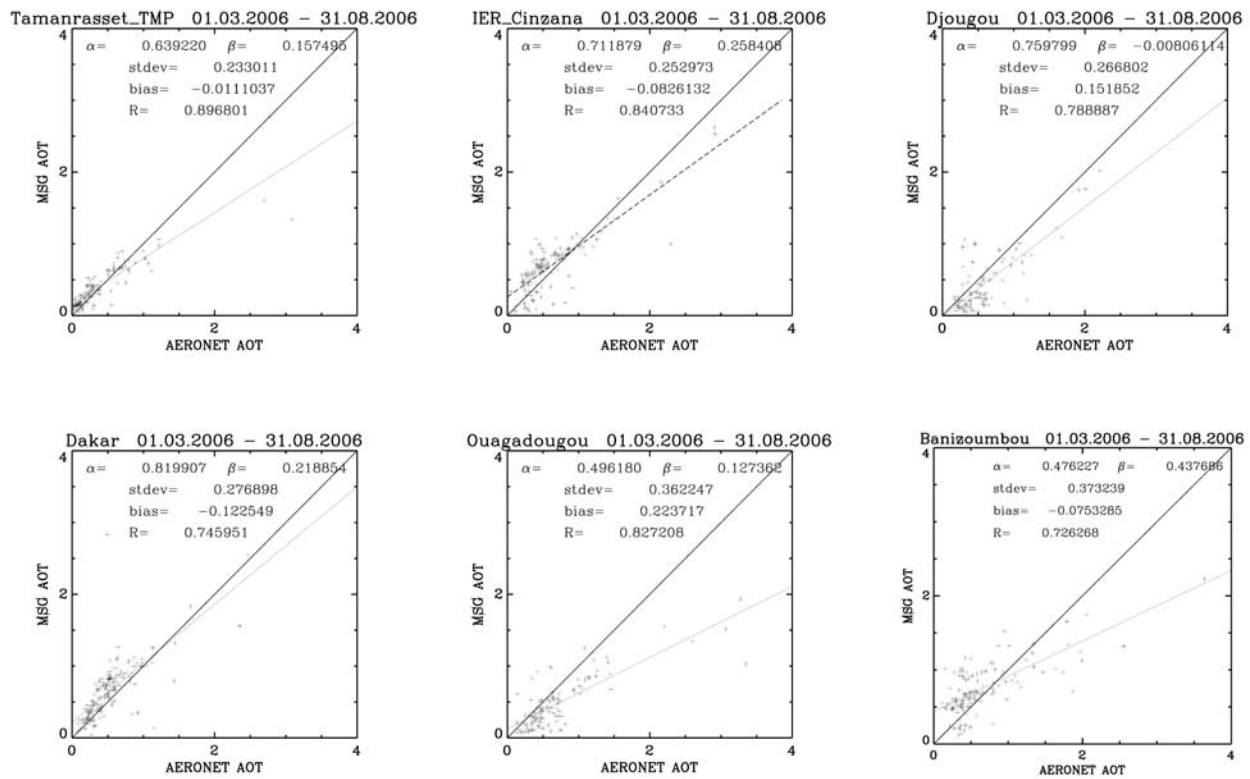 Tamanrasset_TMP 01.03.2006 – 31.08.2006
4
α= 0.639220 β= 0.157495
stdev= 0.233011
bias= −0.0111037
R= 0.896801
MSG AOT
2
0
0 2 4
AERONET AOT
IER_Cinzana 01.03.2006 – 31.08.2006
4
α= 0.711879 β= 0.258408
stdev= 0.252973
bias= −0.0826132
R= 0.840733
MSG AOT
2
0
0 2 4
AERONET AOT
Djougou 01.03.2006 – 31.08.2006
4
α= 0.759799 β= −0.00806114
stdev= 0.266802
bias= 0.151852
R= 0.788887
MSG AOT
2
0
0 2 4
AERONET AOT
Dakar 01.03.2006 – 31.08.2006
4
α= 0.819907 β= 0.218854
stdev= 0.276898
bias= −0.122549
R= 0.745951
MSG AOT
2
0
0 2 4
AERONET AOT
Ouagadougou 01.03.2006 – 31.08.2006
4
α= 0.496180 β= 0.127362
stdev= 0.362247
bias= 0.223717
R= 0.827208
MSG AOT
2
0
0 2 4
AERONET AOT
Banizoumbou 01.03.2006 – 31.08.2006
4
α= 0.476227 β= 0.437686
stdev= 0.373239
bias= −0.0753285
R= 0.726268
MSG AOT
2
0
0 2 4
AERONET AOT